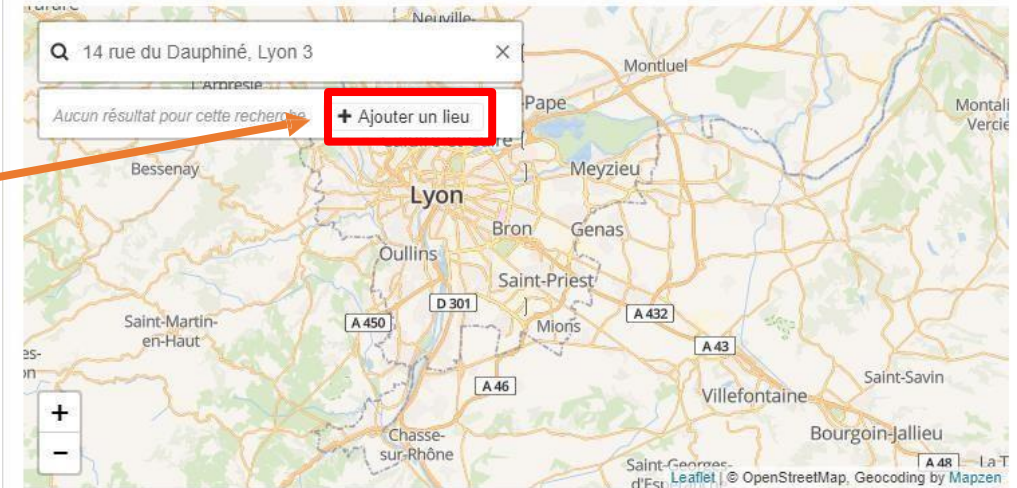 Neuville-
14 rue du Dauphiné, Lyon 3
Montluel
L'Arbresle
Aucun résultat pour cette recherche
+ Ajouter un lieu
-Pape
Bessenay
Meyzieu
Lyon
Bron
Genas
Oullins
Saint-Priest
D 301
A 450
A 432
Saint-Martin-
en-Haut
Mions
A 43
A 46
Villefontaine
Saint-Savin
+
−
Chasse-
sur-Rhône
Bourgoin-Jallieu
A 48
Saint-Georges-
Leaflet | © OpenStreetMap, Geocoding by Mapzen